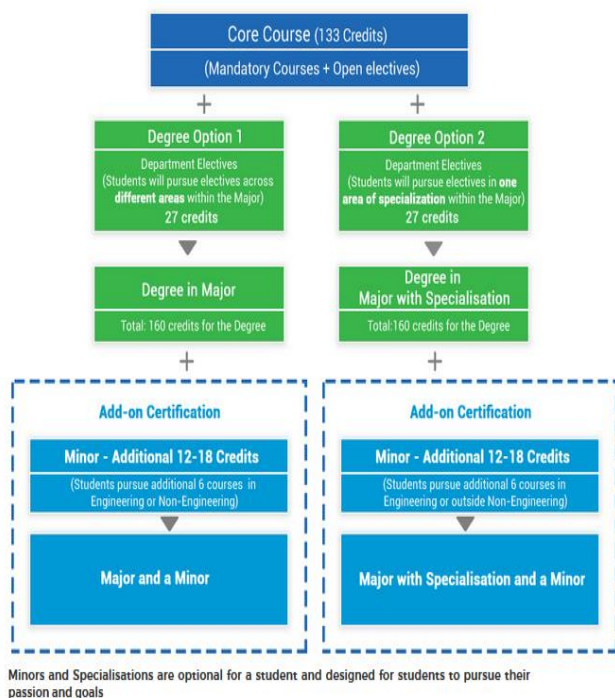 Core Course (133 Credits)
(Mandatory Courses + Open electives)
+
+
Degree Option 1
Department Electives
(Students will pursue electives across
different areas within the Major)
27 credits
Degree in Major
Total: 160 credits for the Degree
+
Degree Option 2
Department Electives
(Students will pursue electives in one
area of specialization within the Major)
27 credits
Degree in
Major with Specialisation
Total:160 credits for the Degree
+
Add-on Certification
Minor - Additional 12-18 Credits
(Students pursue additional 6 courses in
Engineering or Non-Engineering)
Major and a Minor
Add-on Certification
Minor - Additional 12-18 Credits
(Students pursue additional 6 courses in
Engineering or outside Non-Engineering)
Major with Specialisation and a Minor
Minors and Specialisations are optional for a student and designed for students to pursue their
passion and goals